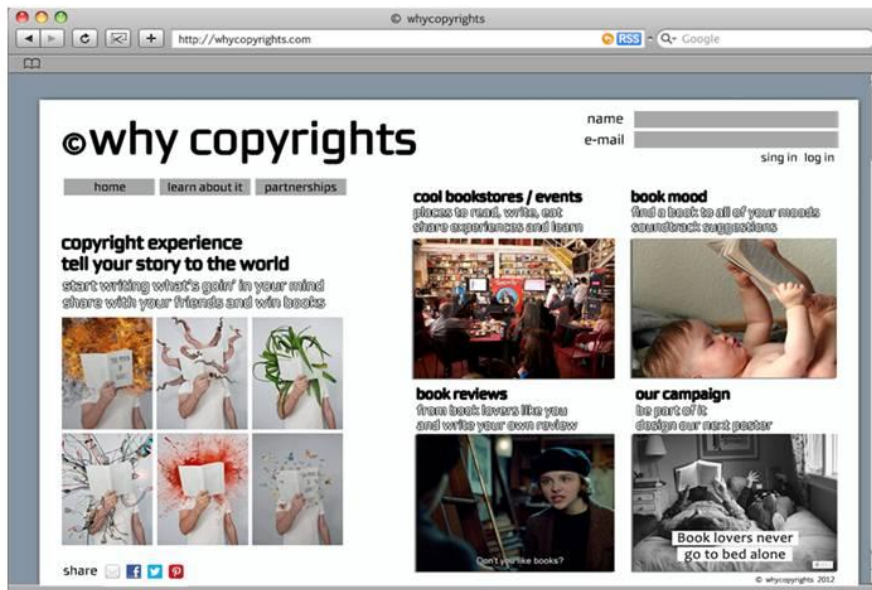 © whycopyrights
http://whycopyrights.com
RSS
Google
©why copyrights
name
e-mail
sing in log in
home
learn about it
partnerships
copyright experience
tell your story to the world
start writing what's goin' in your mind
share with your friends and win books
cool bookstores / events
places to read, write, eat
share experiences and learn
book mood
find a book to all of your moods
soundtrack suggestions
book reviews
from book lovers like you
and write your own review
our campaign
be part of it
design our next poster
Don't you like books?
Book lovers never
go to bed alone
share
© whycopyrights 2012